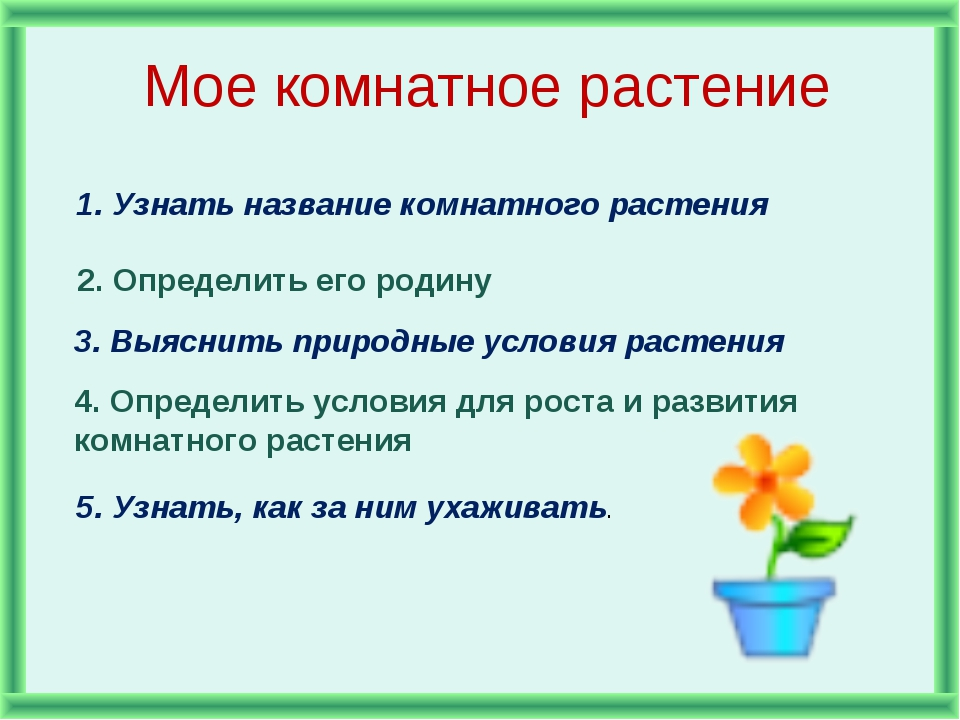 Мое комнатное растение
1. Узнать название комнатного растения
2. Определить его родину
3. Выяснить природные условия растения
4. Определить условия для роста и развития
комнатного растения
5. Узнать, как за ним ухаживать.